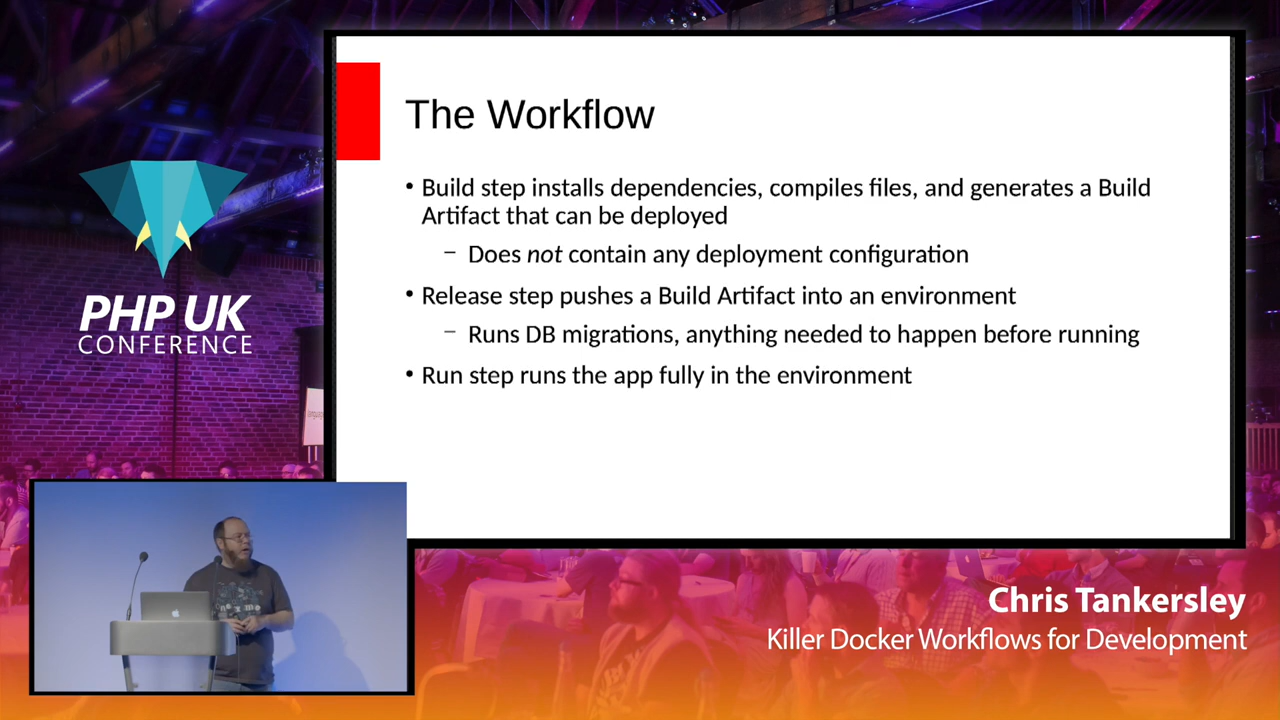 The Workflow
• Build step installs dependencies, compiles files, and generates a Build
Artifact that can be deployed
– Does not contain any deployment configuration
• Release step pushes a Build Artifact into an environment
– Runs DB migrations, anything needed to happen before running
• Run step runs the app fully in the environment
PHP UK
CONFERENCE
Chris Tankersley
Killer Docker Workflows for Development